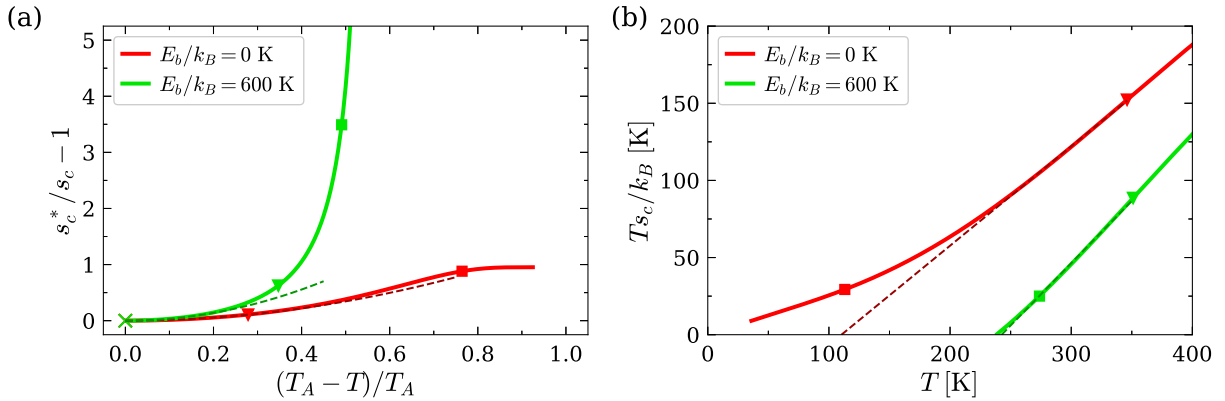 (a)
E_b/k_B = 0 K
E_b/k_B = 600 K
s_c^*/s_c − 1
5
4
3
2
1
0
0.0 0.2 0.4 0.6 0.8 1.0
(T_A − T)/T_A
(b)
E_b/k_B = 0 K
E_b/k_B = 600 K
Ts_c/k_B [K]
200
150
100
50
0
0 100 200 300 400
T [K]